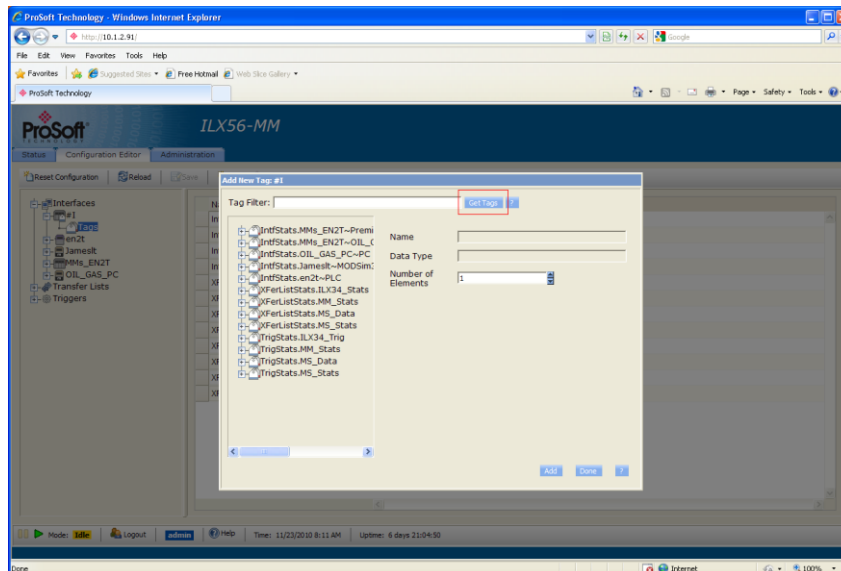 ProSoft Technology - Windows Internet Explorer
http://10.1.2.91/
Google
File Edit View Favorites Tools Help
Favorites Suggested Sites Free Hotmail Web Slice Gallery
ProSoft Technology
Page Safety Tools
ProSoft
TECHNOLOGY
ILX56-MM
Status Configuration Editor Administration
Reset Configuration Reload Save
Add New Tag: #1
Tag Filter: Get Tags ?
Interfaces
#1
Tags
en2t
Jameslt
MMs_EN2T
OIL_GAS_PC
Transfer Lists
Triggers
IntfStats.MMs_EN2T~Premi
IntfStats.MMs_EN2T~OIL_
IntfStats.OIL_GAS_PC~PC
IntfStats.Jameslt~MODSim
IntfStats.en2t~PLC
XFerListStats.ILX34_Stats
XFerListStats.MM_Stats
XFerListStats.MS_Data
XFerListStats.MS_Stats
TrigStats.ILX34_Trig
TrigStats.MM_Stats
TrigStats.MS_Data
TrigStats.MS_Stats
Name
Data Type
Number of Elements 1
Add Done ?
Mode: Idle Logout admin Help Time: 11/23/2010 8:11 AM Uptime: 6 days 21:04:50
Done Internet 100%